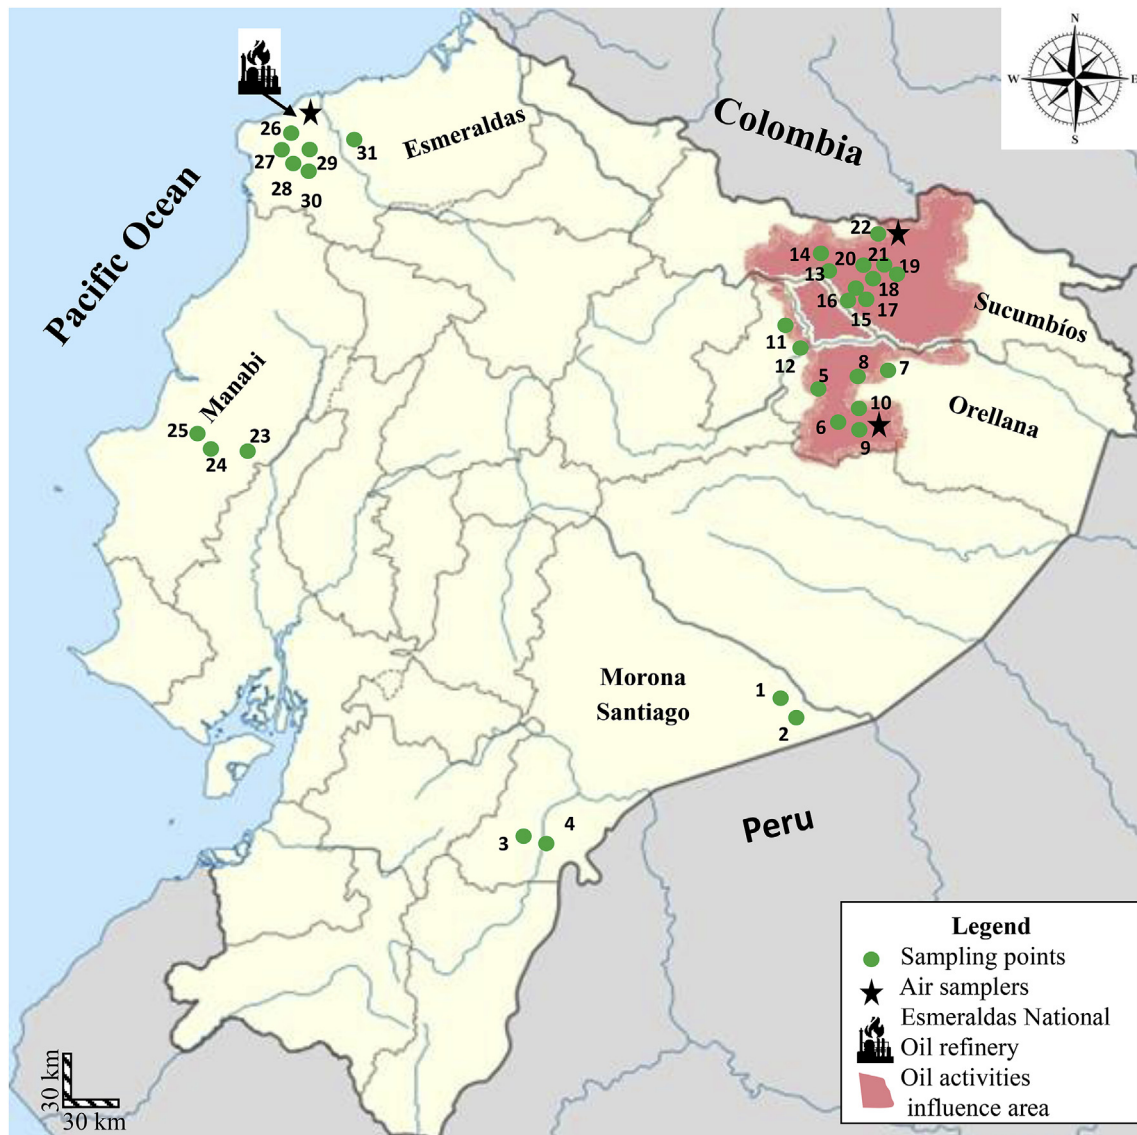 N
W
E
S
Colombia
Esmeraldas
Pacific Ocean
26
27
28
29
30
31
22
14
20
21
19
13
18
16
17
15
Sucumbíos
11
12
5
8
7
10
Orellana
6
9
Manabi
25
24
23
Morona
Santiago
1
2
3
4
Peru
Legend
Sampling points
Air samplers
Esmeraldas National
Oil refinery
Oil activities
influence area
30 km
30 km